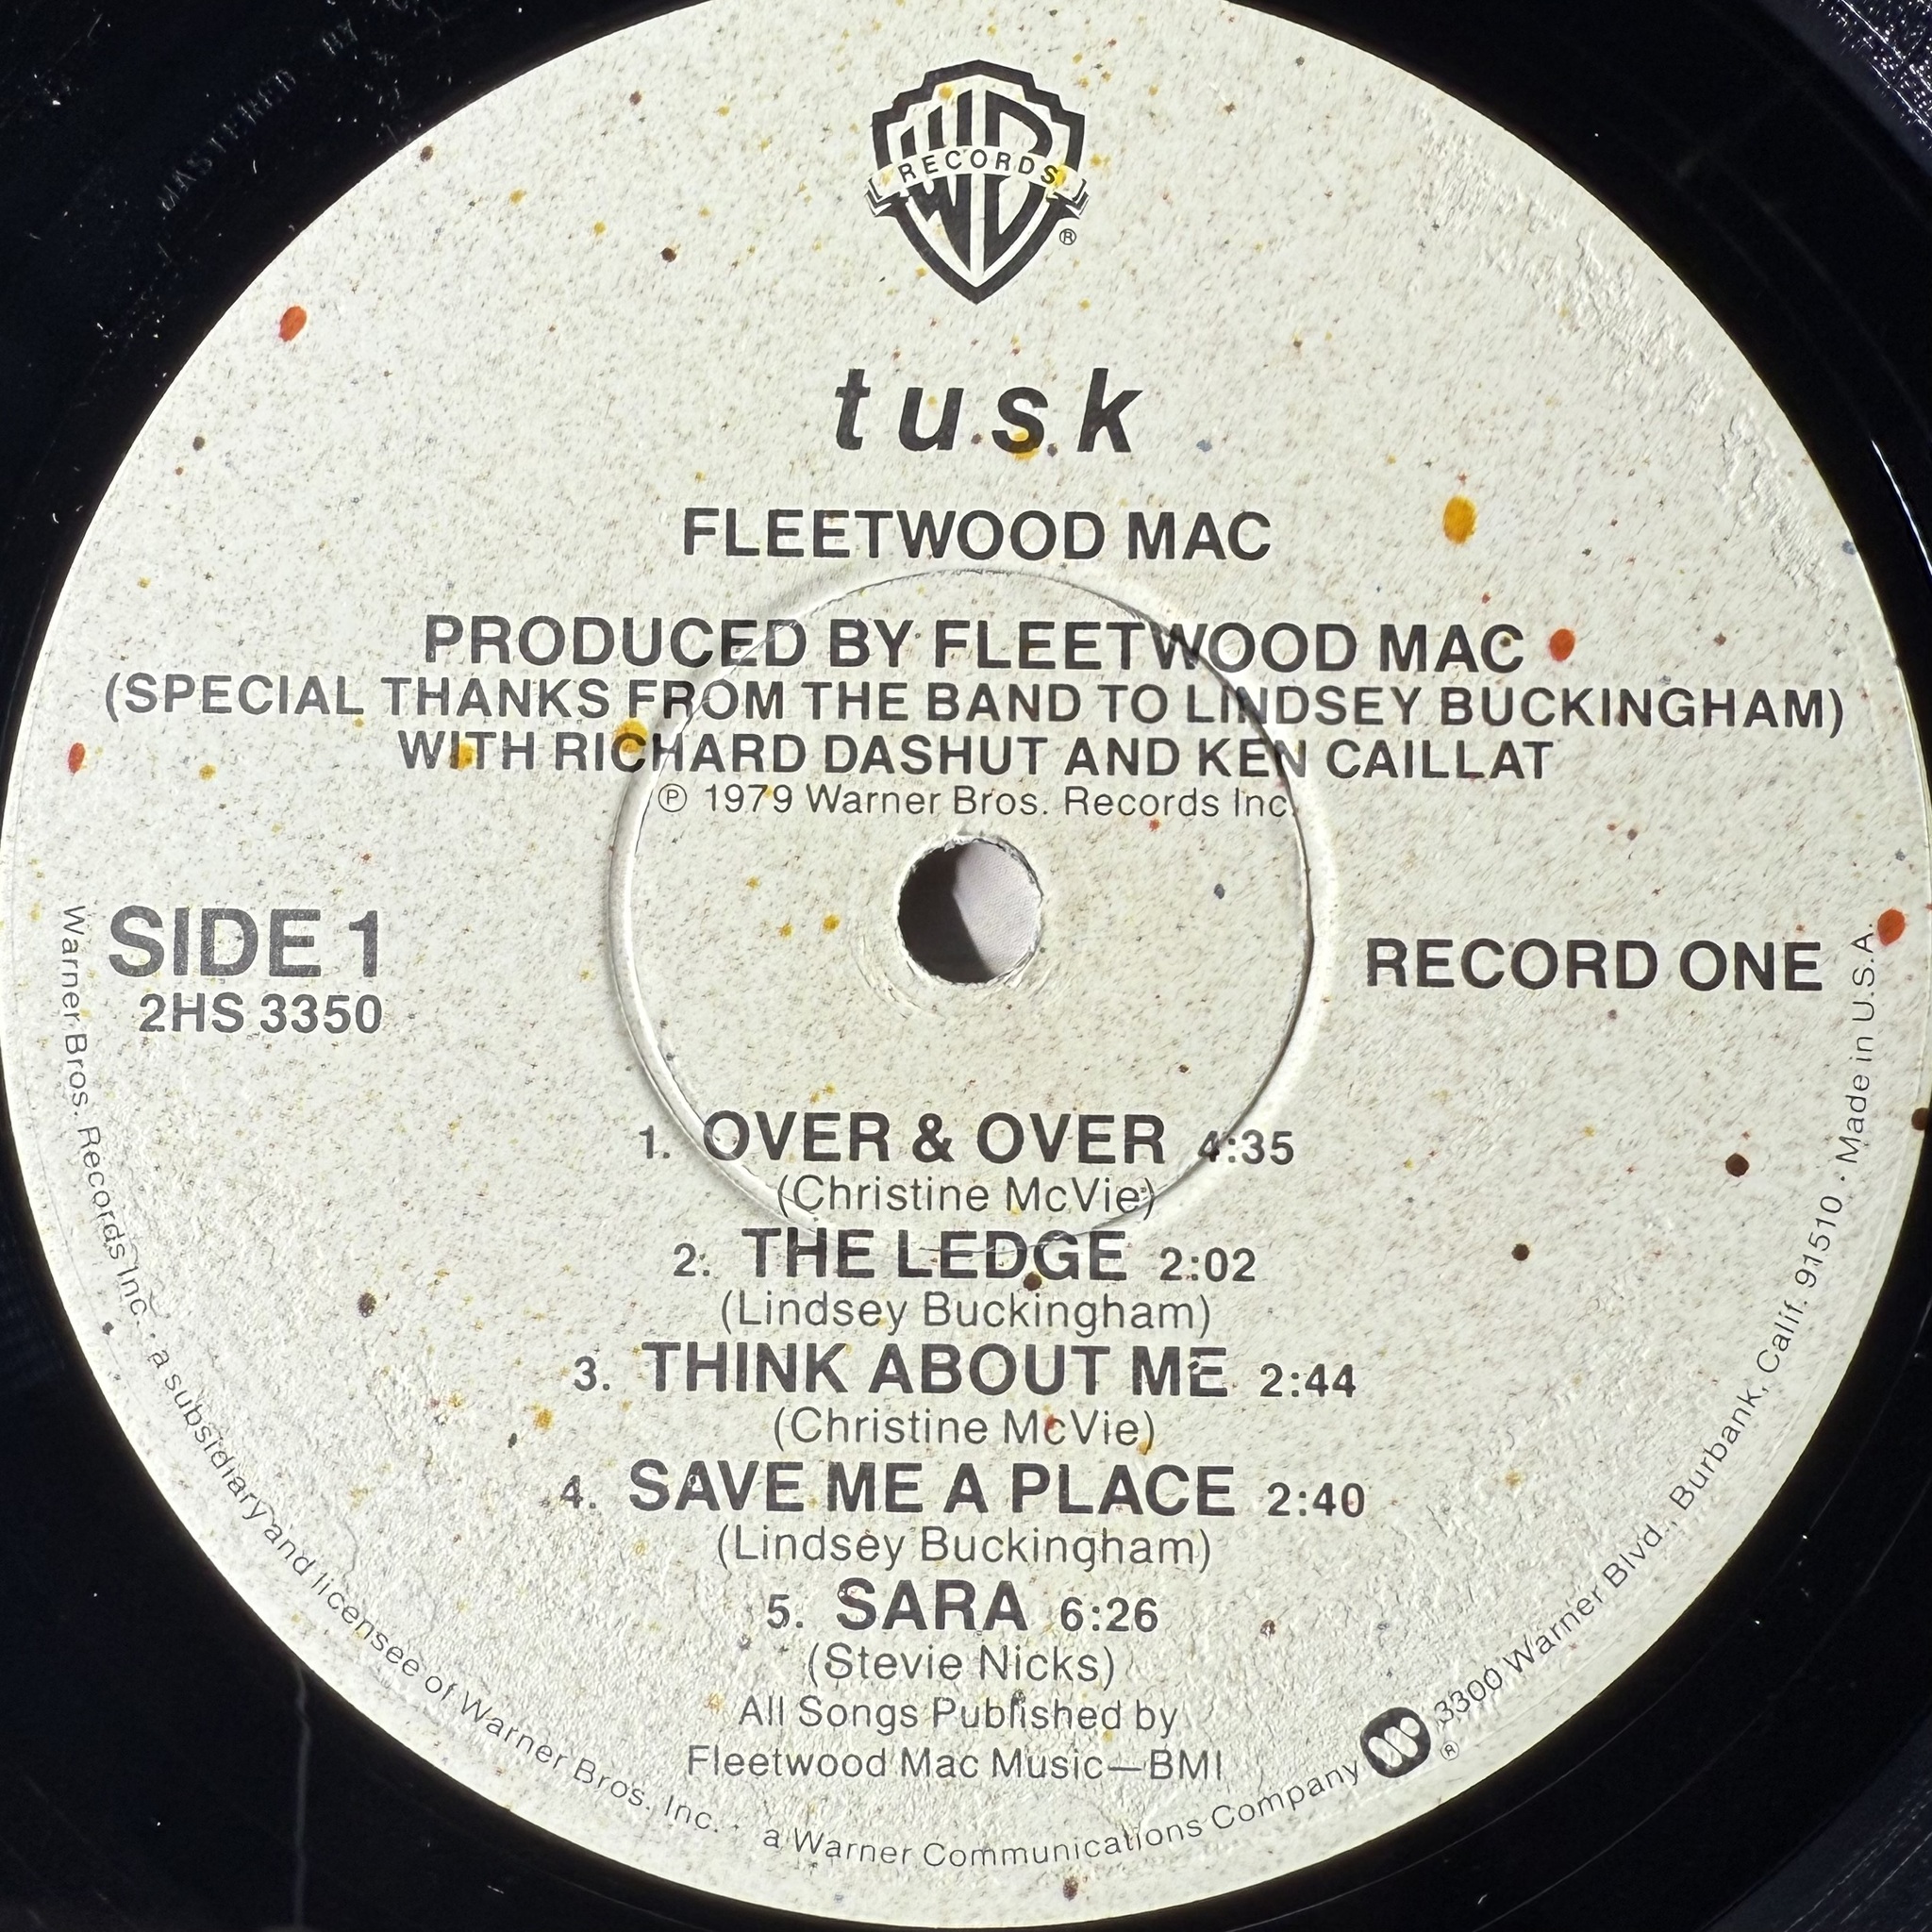 MASTERED BY
WB
RECORDS
®
tusk
FLEETWOOD MAC
PRODUCED BY FLEETWOOD MAC
(SPECIAL THANKS FROM THE BAND TO LINDSEY BUCKINGHAM)
WITH RICHARD DASHUT AND KEN CAILLAT
℗ 1979 Warner Bros. Records Inc.
SIDE 1
2HS 3350
RECORD ONE
1. OVER & OVER 4:35
(Christine McVie)
2. THE LEDGE 2:02
(Lindsey Buckingham)
3. THINK ABOUT ME 2:44
(Christine McVie)
4. SAVE ME A PLACE 2:40
(Lindsey Buckingham)
5. SARA 6:26
(Stevie Nicks)
All Songs Published by
Fleetwood Mac Music—BMI
Warner Bros. Records Inc. · a subsidiary and licensee of Warner Bros. Inc. · a Warner Communications Company ® 3300 Warner Blvd., Burbank, Calif. 91510 · Made in U.S.A.